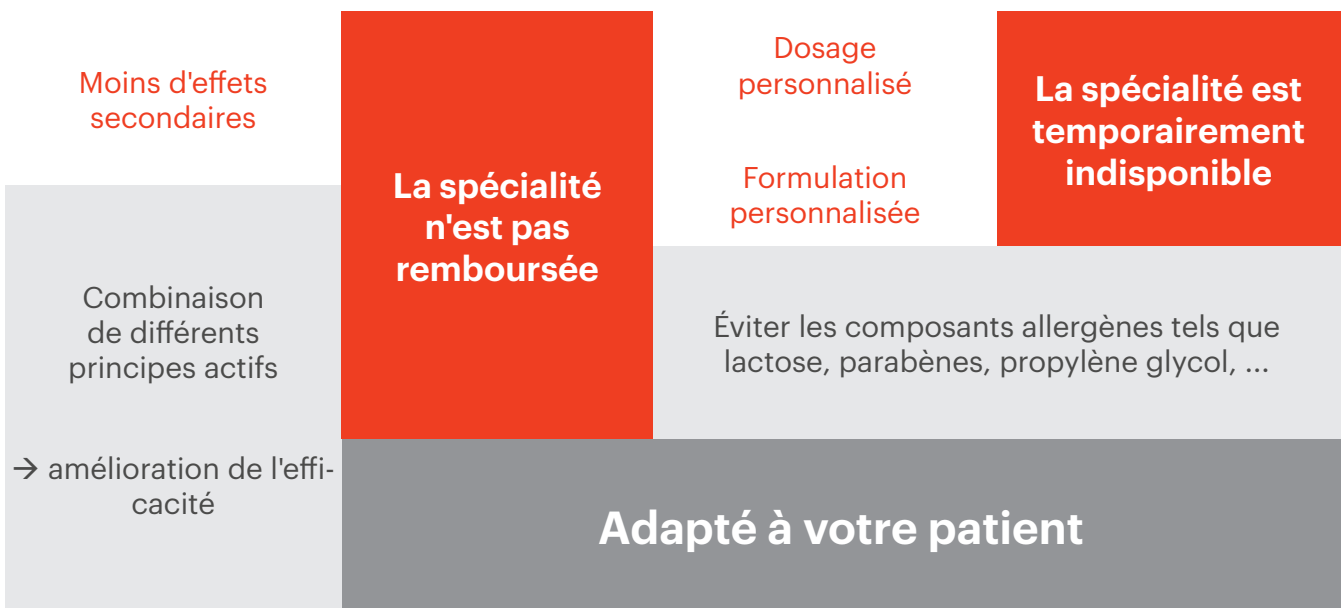 Moins d'effets
secondaires
Combinaison
de différents
principes actifs
→ amélioration de l'effi-
cacité
La spécialité
n'est pas
remboursée
Dosage
personnalisé
Formulation
personnalisée
La spécialité est
temporairement
indisponible
Éviter les composants allergènes tels que
lactose, parabènes, propylène glycol, ...
Adapté à votre patient